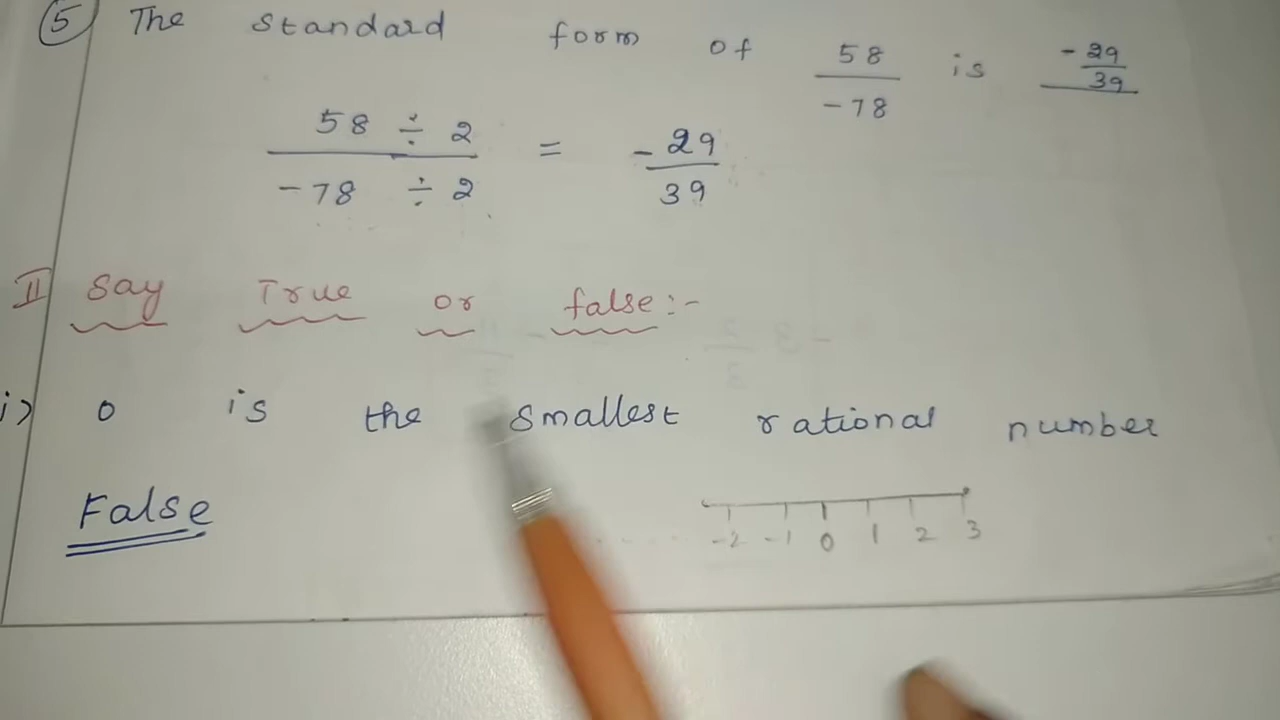 5 The standard form of 58/-78 is -29/39
58 ÷ 2 / -78 ÷ 2 = -29/39
II Say True or false:-
i) 0 is the smallest rational number
False
-2 -1 0 1 2 3